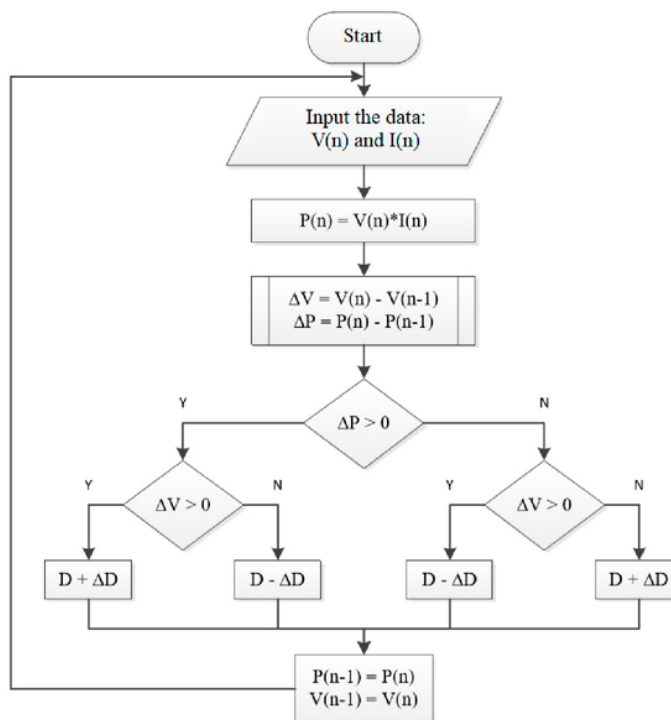 Start
Input the data:
V(n) and I(n)
P(n) = V(n)*I(n)
ΔV = V(n) - V(n-1)
ΔP = P(n) - P(n-1)
ΔP > 0
Y
N
ΔV > 0
Y
N
ΔV > 0
Y
N
D + ΔD
D - ΔD
D - ΔD
D + ΔD
P(n-1) = P(n)
V(n-1) = V(n)